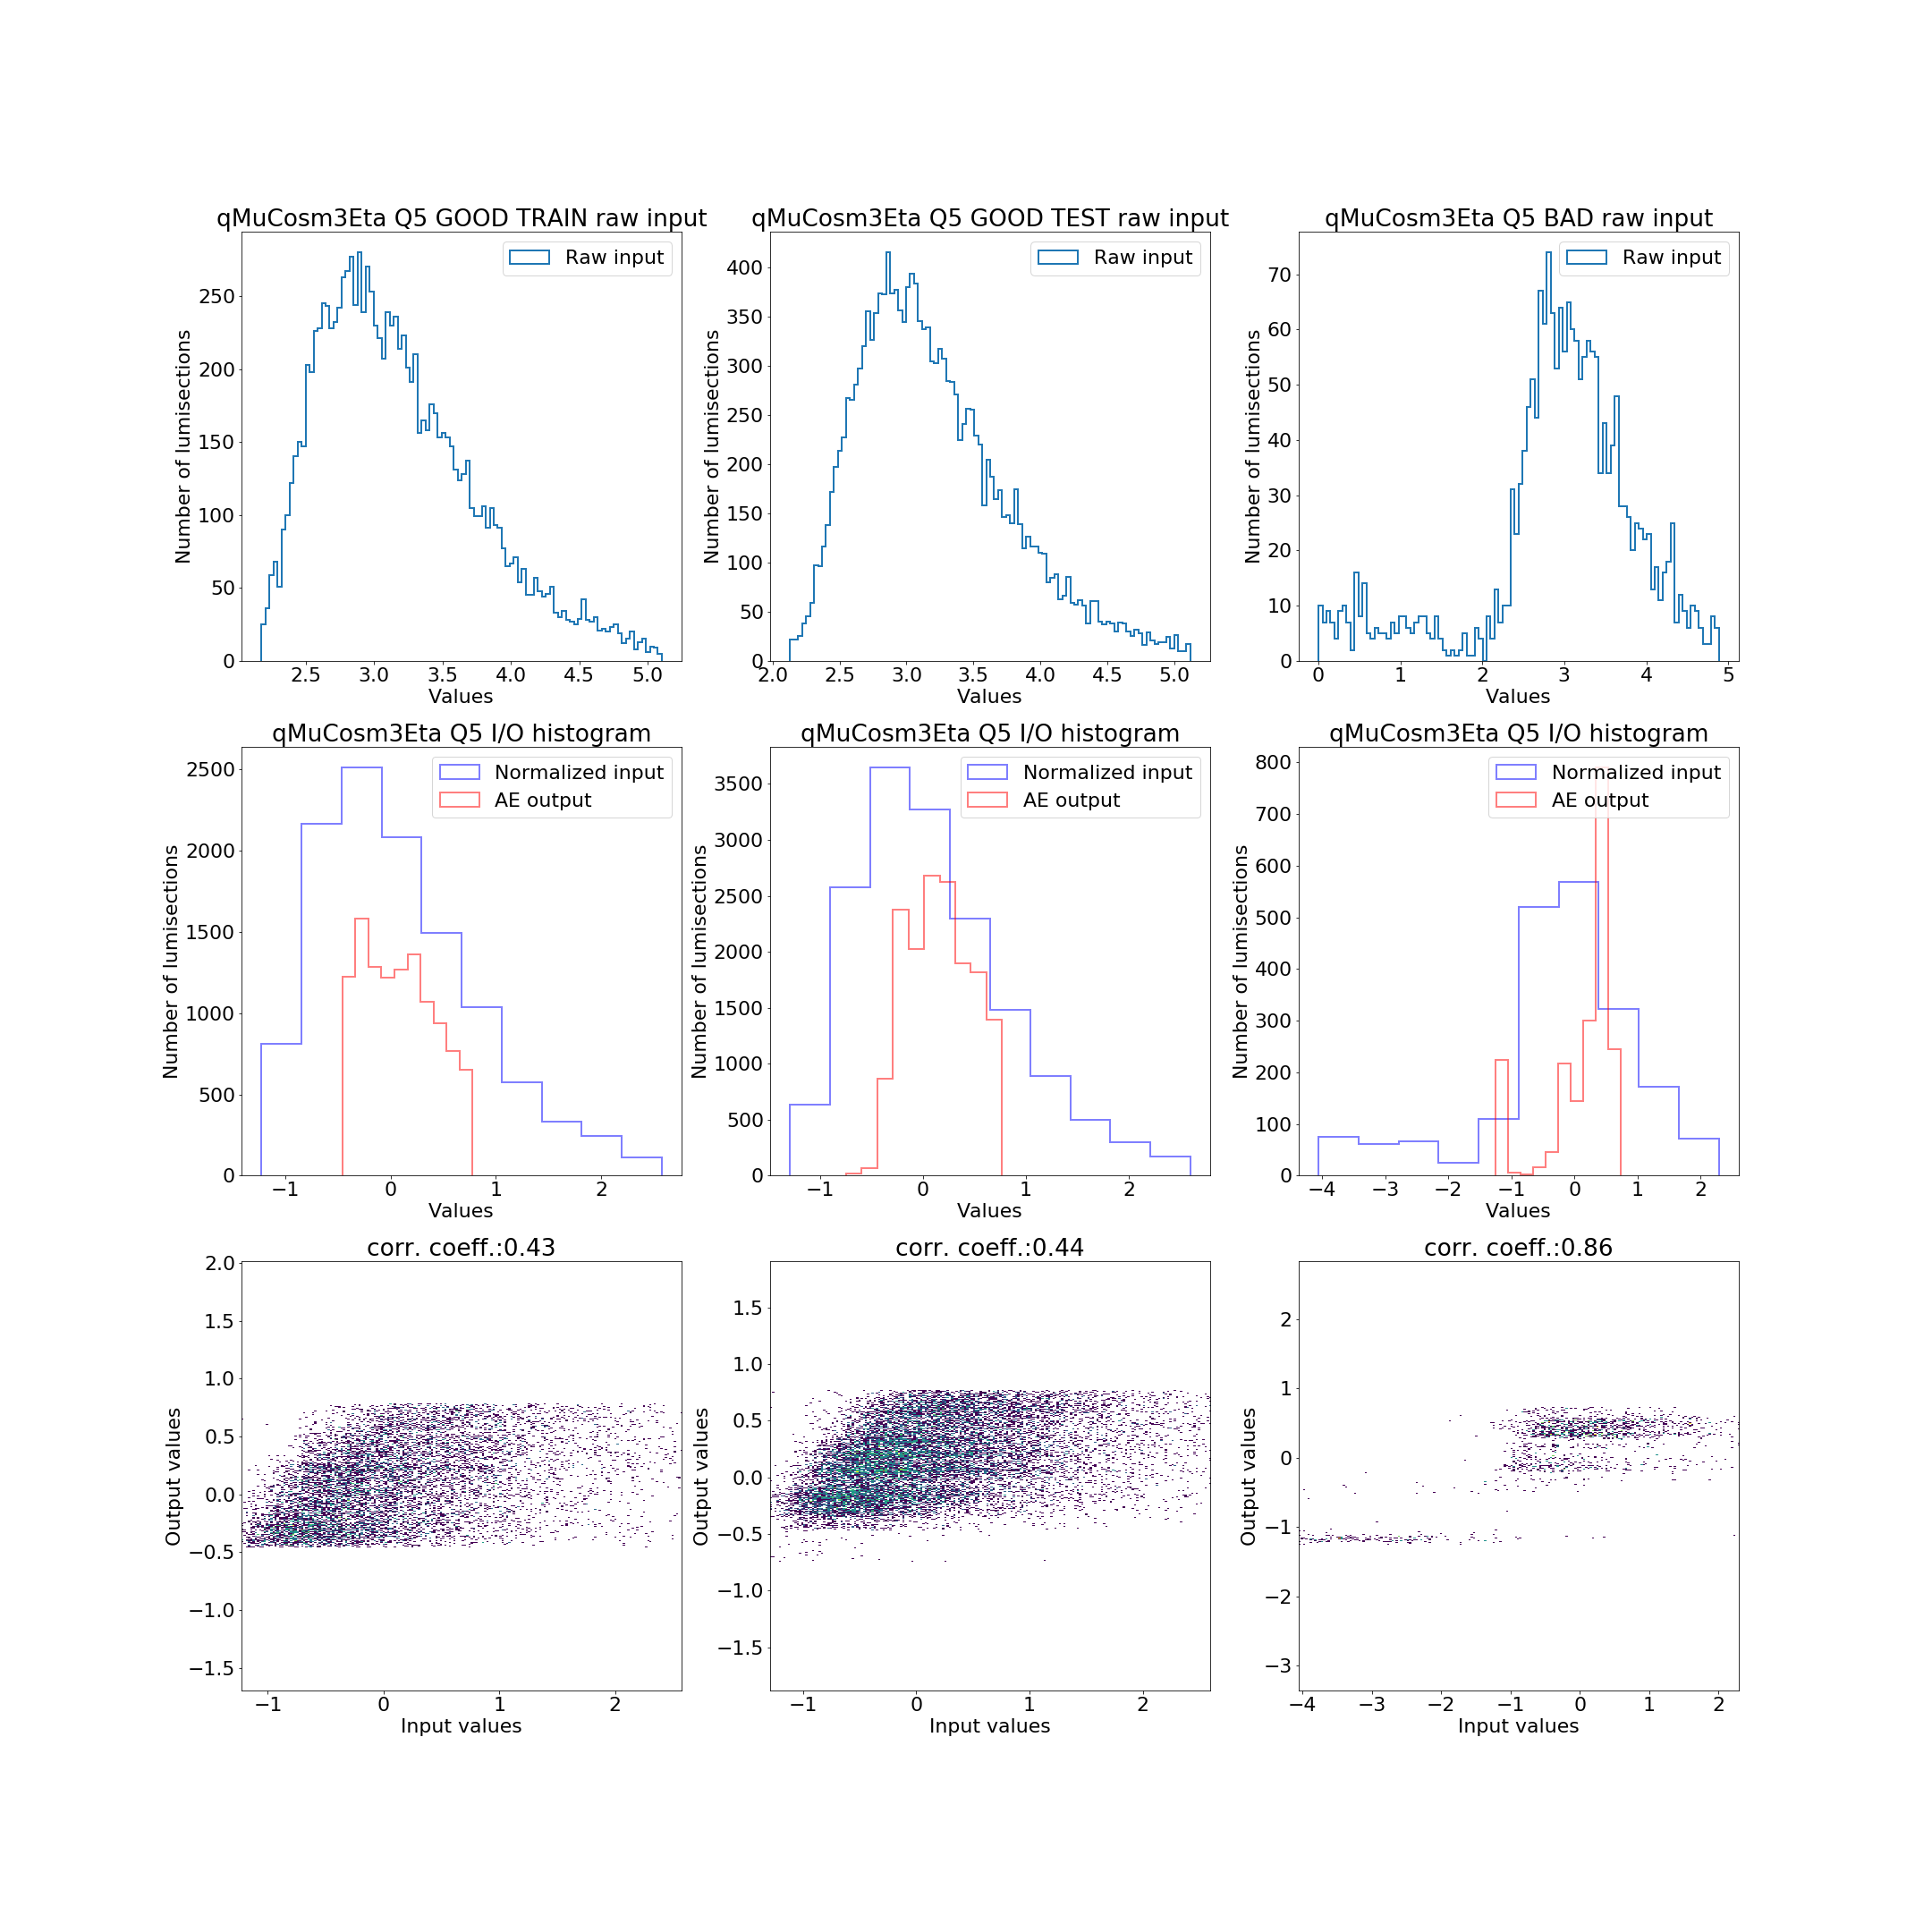 qMuCosm3Eta Q5 GOOD TRAIN raw input
Raw input
Number of lumisections
250
200
150
100
50
0
2.5 3.0 3.5 4.0 4.5 5.0
Values
qMuCosm3Eta Q5 GOOD TEST raw input
Raw input
Number of lumisections
400
350
300
250
200
150
100
50
0
2.0 2.5 3.0 3.5 4.0 4.5 5.0
Values
qMuCosm3Eta Q5 BAD raw input
Raw input
Number of lumisections
70
60
50
40
30
20
10
0
0 1 2 3 4 5
Values
qMuCosm3Eta Q5 I/O histogram
Normalized input
AE output
Number of lumisections
2500
2000
1500
1000
500
0
−1 0 1 2
Values
qMuCosm3Eta Q5 I/O histogram
Normalized input
AE output
Number of lumisections
3500
3000
2500
2000
1500
1000
500
0
−1 0 1 2
Values
qMuCosm3Eta Q5 I/O histogram
Normalized input
AE output
Number of lumisections
800
700
600
500
400
300
200
100
0
−4 −3 −2 −1 0 1 2
Values
corr. coeff.:0.43
Output values
2.0
1.5
1.0
0.5
0.0
−0.5
−1.0
−1.5
−1 0 1 2
Input values
corr. coeff.:0.44
Output values
1.5
1.0
0.5
0.0
−0.5
−1.0
−1.5
−1 0 1 2
Input values
corr. coeff.:0.86
Output values
2
1
0
−1
−2
−3
−4 −3 −2 −1 0 1 2
Input values